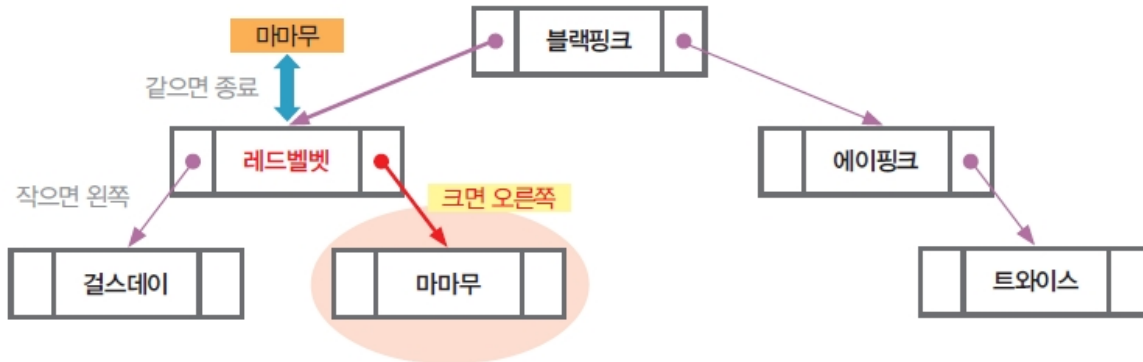 마마무
블랙핑크
같으면 종료
레드벨벳
에이핑크
작으면 왼쪽
크면 오른쪽
걸스데이
마마무
트와이스